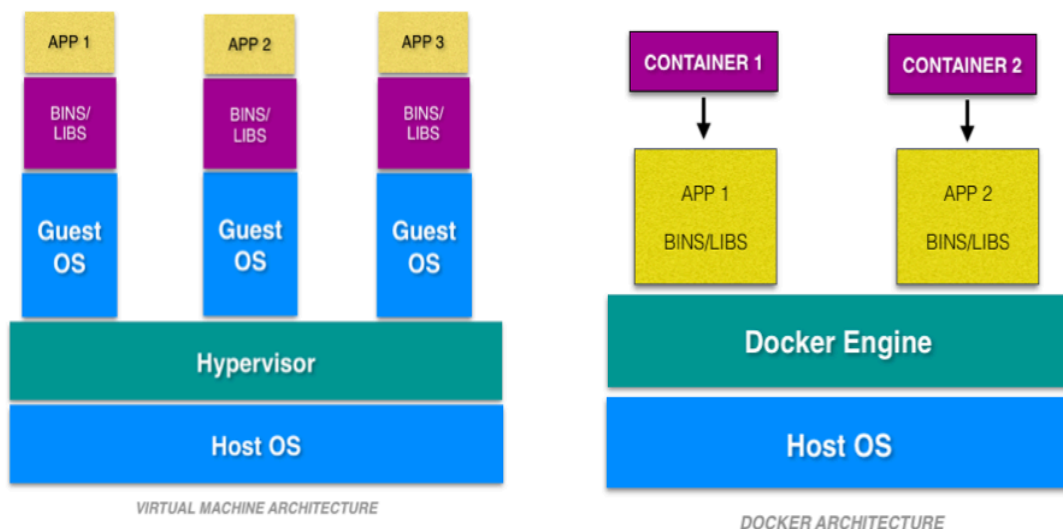 APP 1
APP 2
APP 3
BINS/
LIBS
BINS/
LIBS
BINS/
LIBS
Guest
OS
Guest
OS
Guest
OS
Hypervisor
Host OS
VIRTUAL MACHINE ARCHITECTURE
CONTAINER 1
CONTAINER 2
APP 1
BINS/LIBS
APP 2
BINS/LIBS
Docker Engine
Host OS
DOCKER ARCHITECTURE